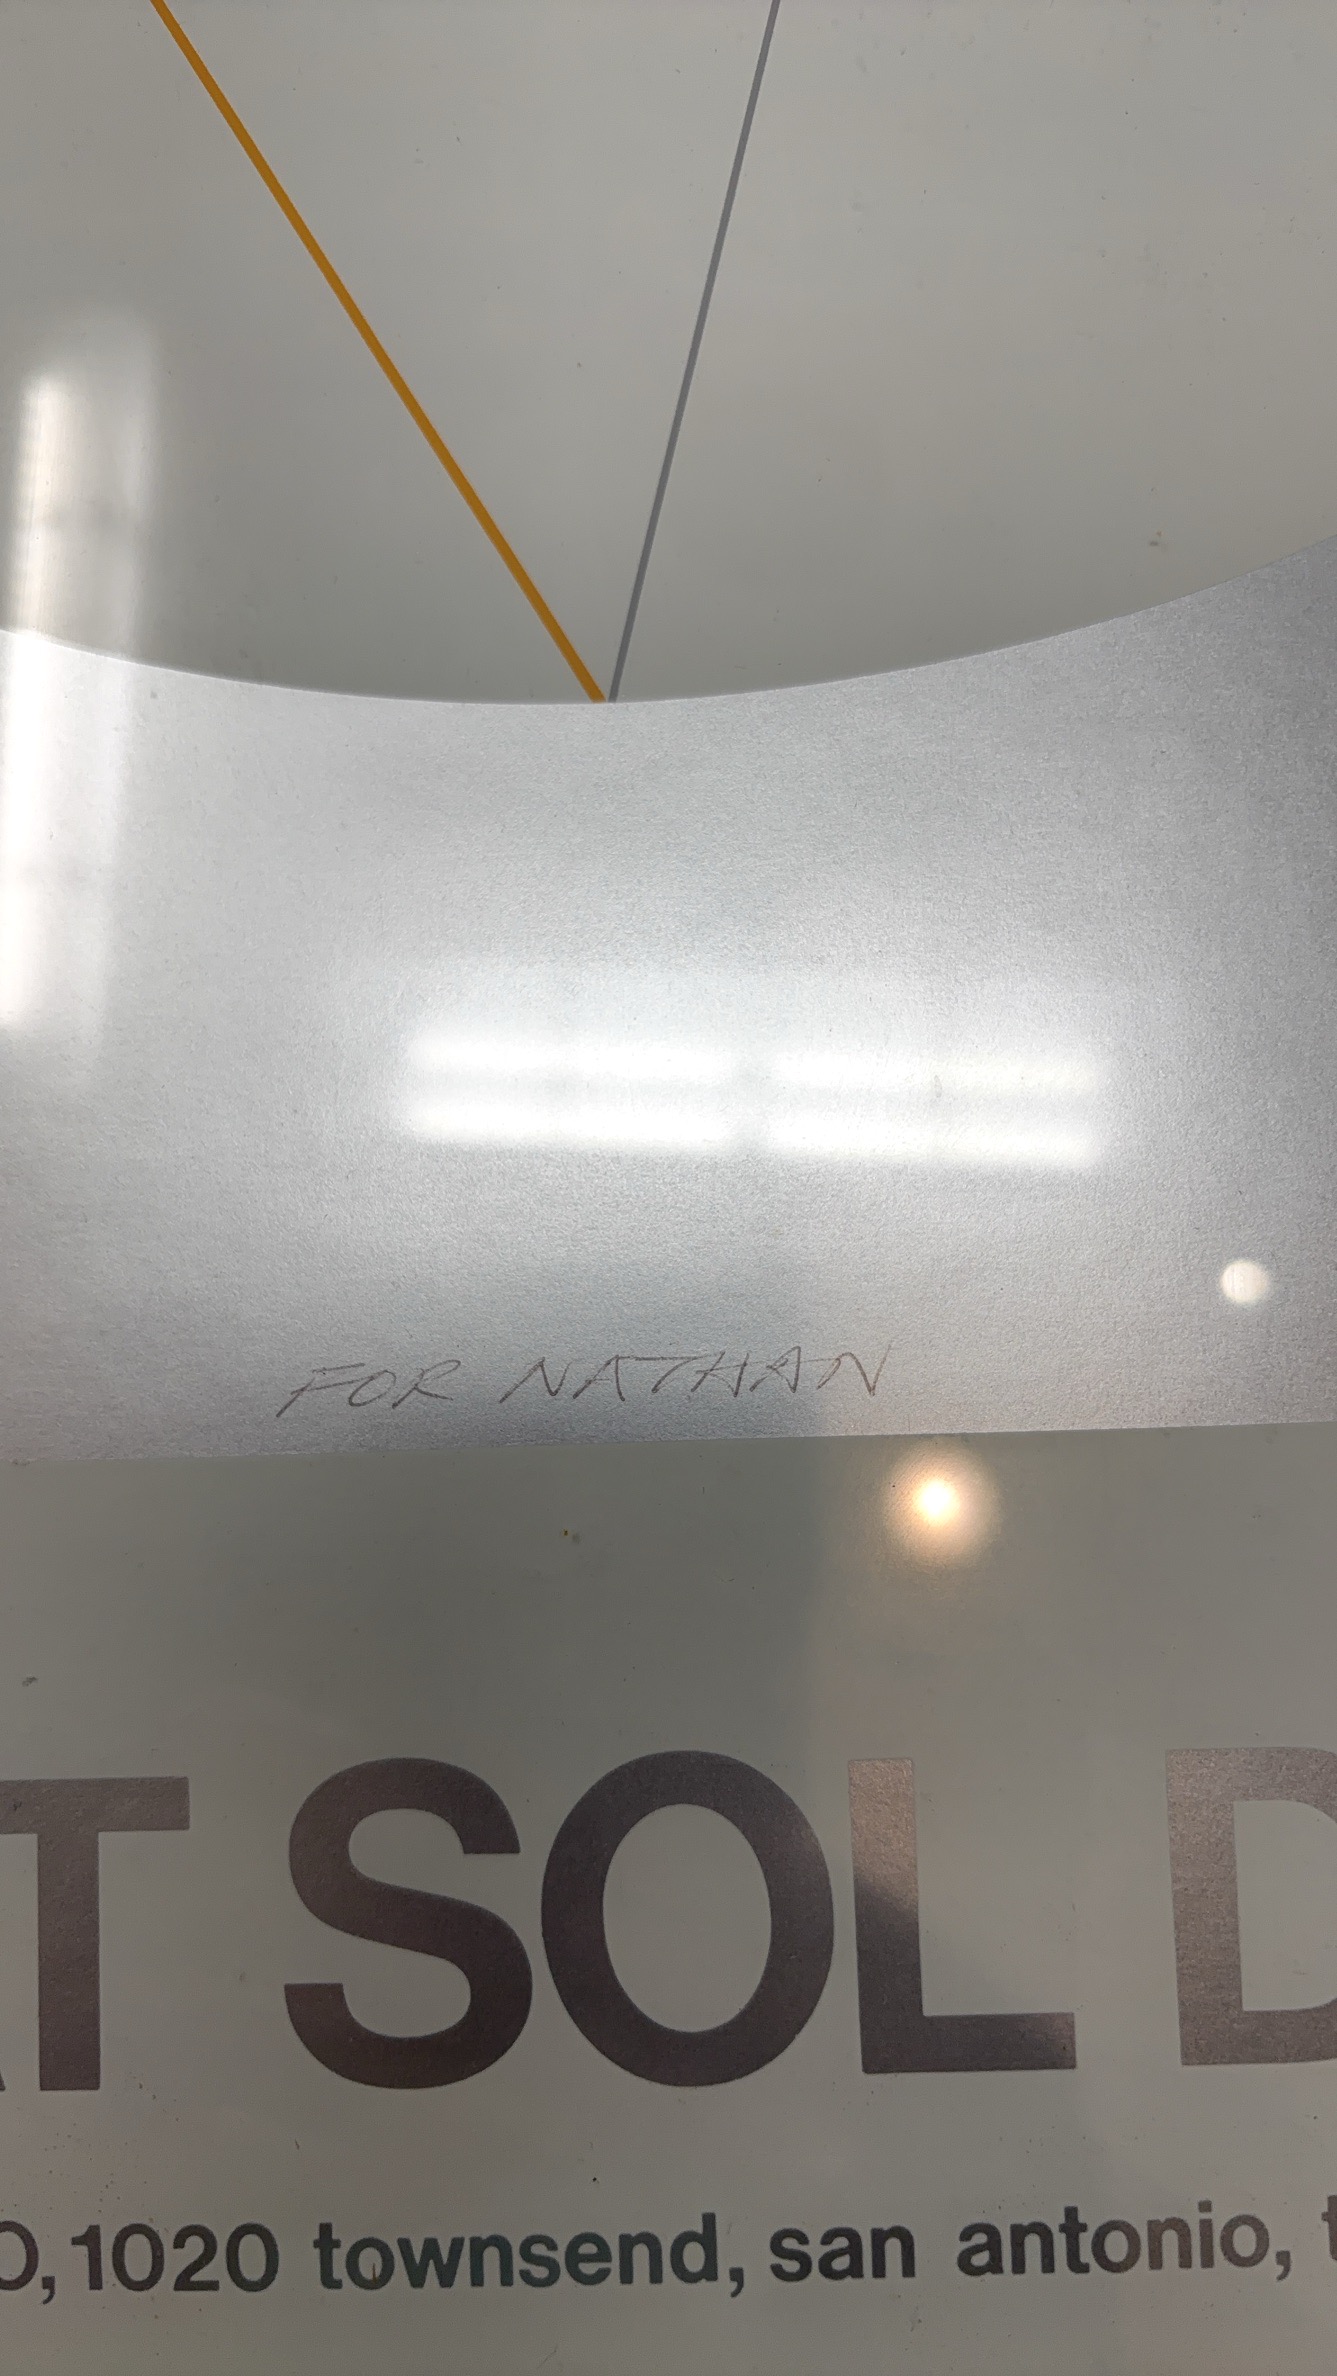 FOR NATHAN
T SOL D
O, 1020 townsend, san antonio, t